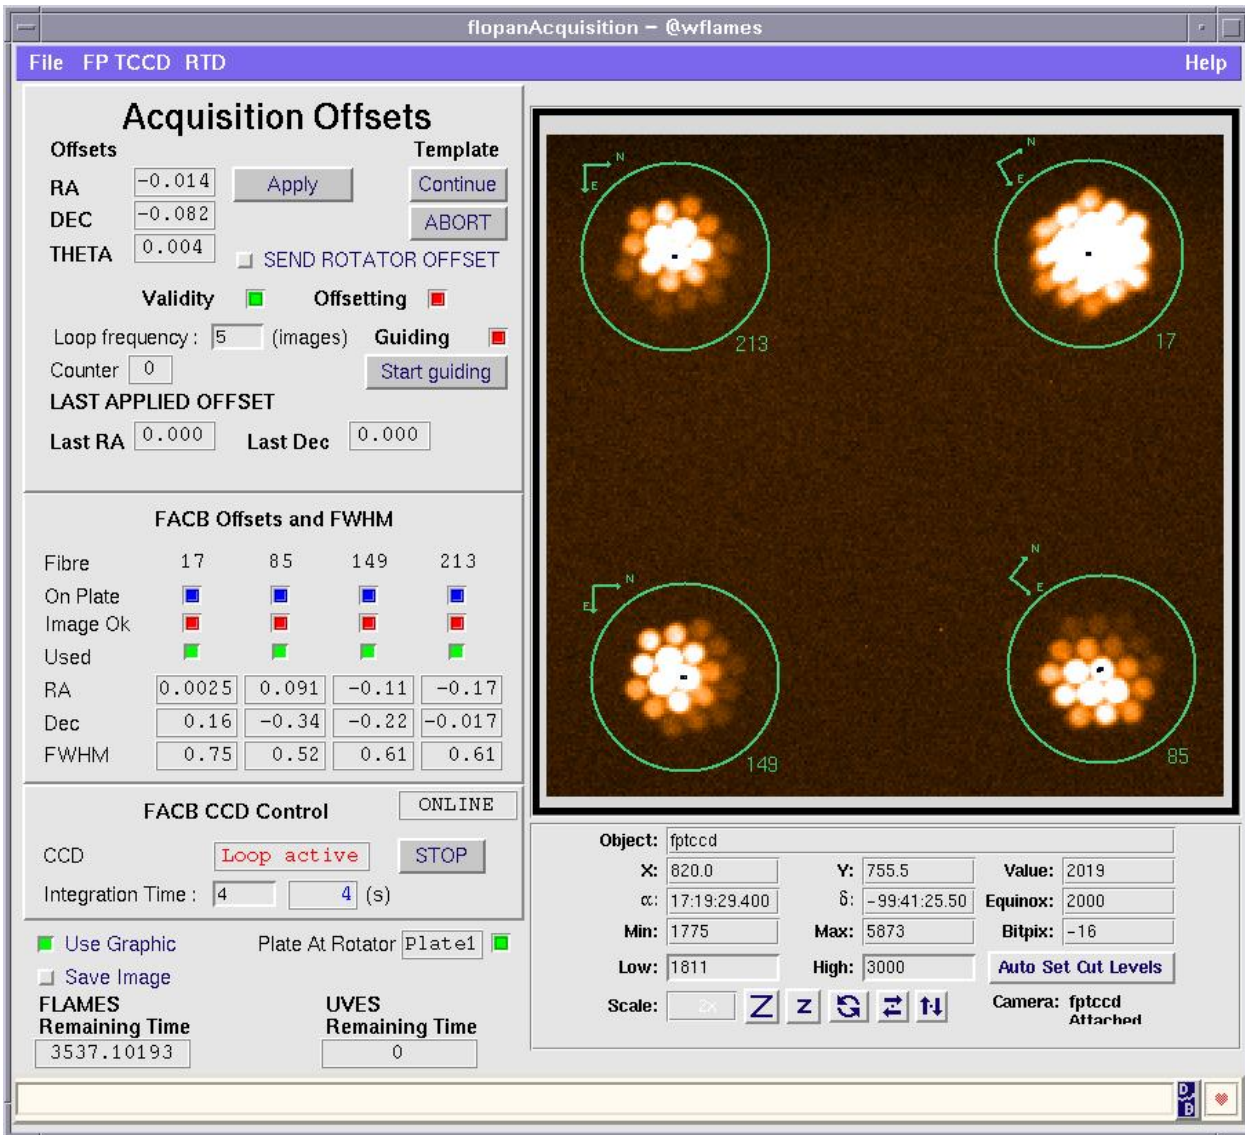 flopanAcquisition – @wflames
File FP TCCD RTD Help
Acquisition Offsets
Offsets Template
RA -0.014 Apply Continue
DEC -0.082 ABORT
THETA 0.004 SEND ROTATOR OFFSET
Validity Offsetting
Loop frequency : 5 (images) Guiding
Counter 0 Start guiding
LAST APPLIED OFFSET
Last RA 0.000 Last Dec 0.000
FACB Offsets and FWHM
Fibre 17 85 149 213
On Plate
Image Ok
Used
RA 0.0025 0.091 -0.11 -0.17
Dec 0.16 -0.34 -0.22 -0.017
FWHM 0.75 0.52 0.61 0.61
FACB CCD Control ONLINE
CCD Loop active STOP
Integration Time : 4 4 (s)
Use Graphic Plate At Rotator Plate1
Save Image
FLAMES UVES
Remaining Time Remaining Time
3537.10193 0
N E N E
213 17
N E N E
149 85
Object: fptccd
X: 820.0 Y: 755.5 Value: 2019
α: 17:19:29.400 δ: -99:41:25.50 Equinox: 2000
Min: 1775 Max: 5873 Bitpix: -16
Low: 1811 High: 3000 Auto Set Cut Levels
Scale: 2x Z z Camera: fptccd
Attached
D B